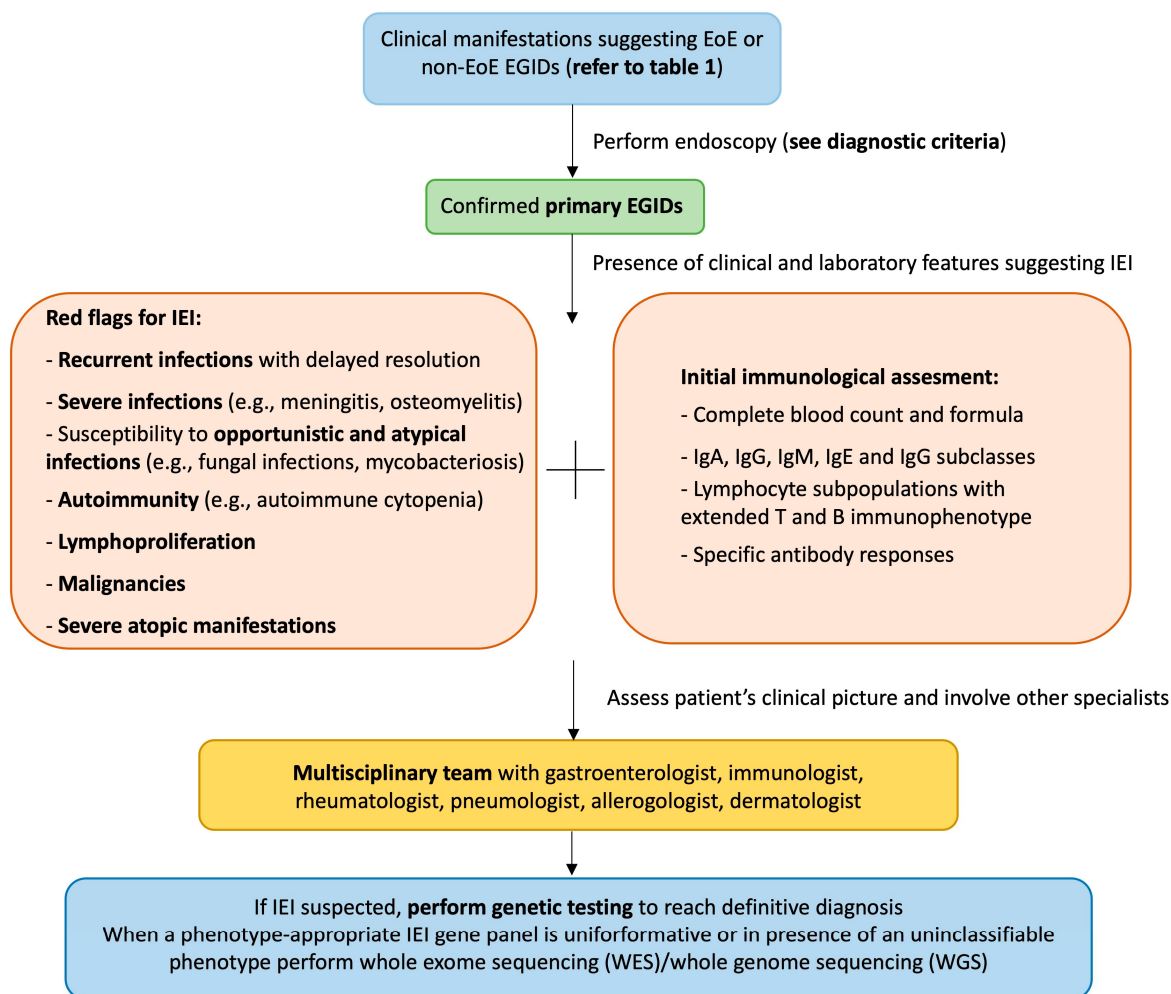 Clinical manifestations suggesting EoE or
non-EoE EGIDs (refer to table 1)
Perform endoscopy (see diagnostic criteria)
Confirmed primary EGIDs
Presence of clinical and laboratory features suggesting IEI
Red flags for IEI:
- Recurrent infections with delayed resolution
- Severe infections (e.g., meningitis, osteomyelitis)
- Susceptibility to opportunistic and atypical
infections (e.g., fungal infections, mycobacteriosis)
- Autoimmunity (e.g., autoimmune cytopenia)
- Lymphoproliferation
- Malignancies
- Severe atopic manifestations
Initial immunological assesment:
- Complete blood count and formula
- IgA, IgG, IgM, IgE and IgG subclasses
- Lymphocyte subpopulations with
extended T and B immunophenotype
- Specific antibody responses
Assess patient’s clinical picture and involve other specialists
Multisciplinary team with gastroenterologist, immunologist,
rheumatologist, pneumologist, allerogologist, dermatologist
If IEI suspected, perform genetic testing to reach definitive diagnosis
When a phenotype-appropriate IEI gene panel is uniformative or in presence of an uninclassifiable
phenotype perform whole exome sequencing (WES)/whole genome sequencing (WGS)